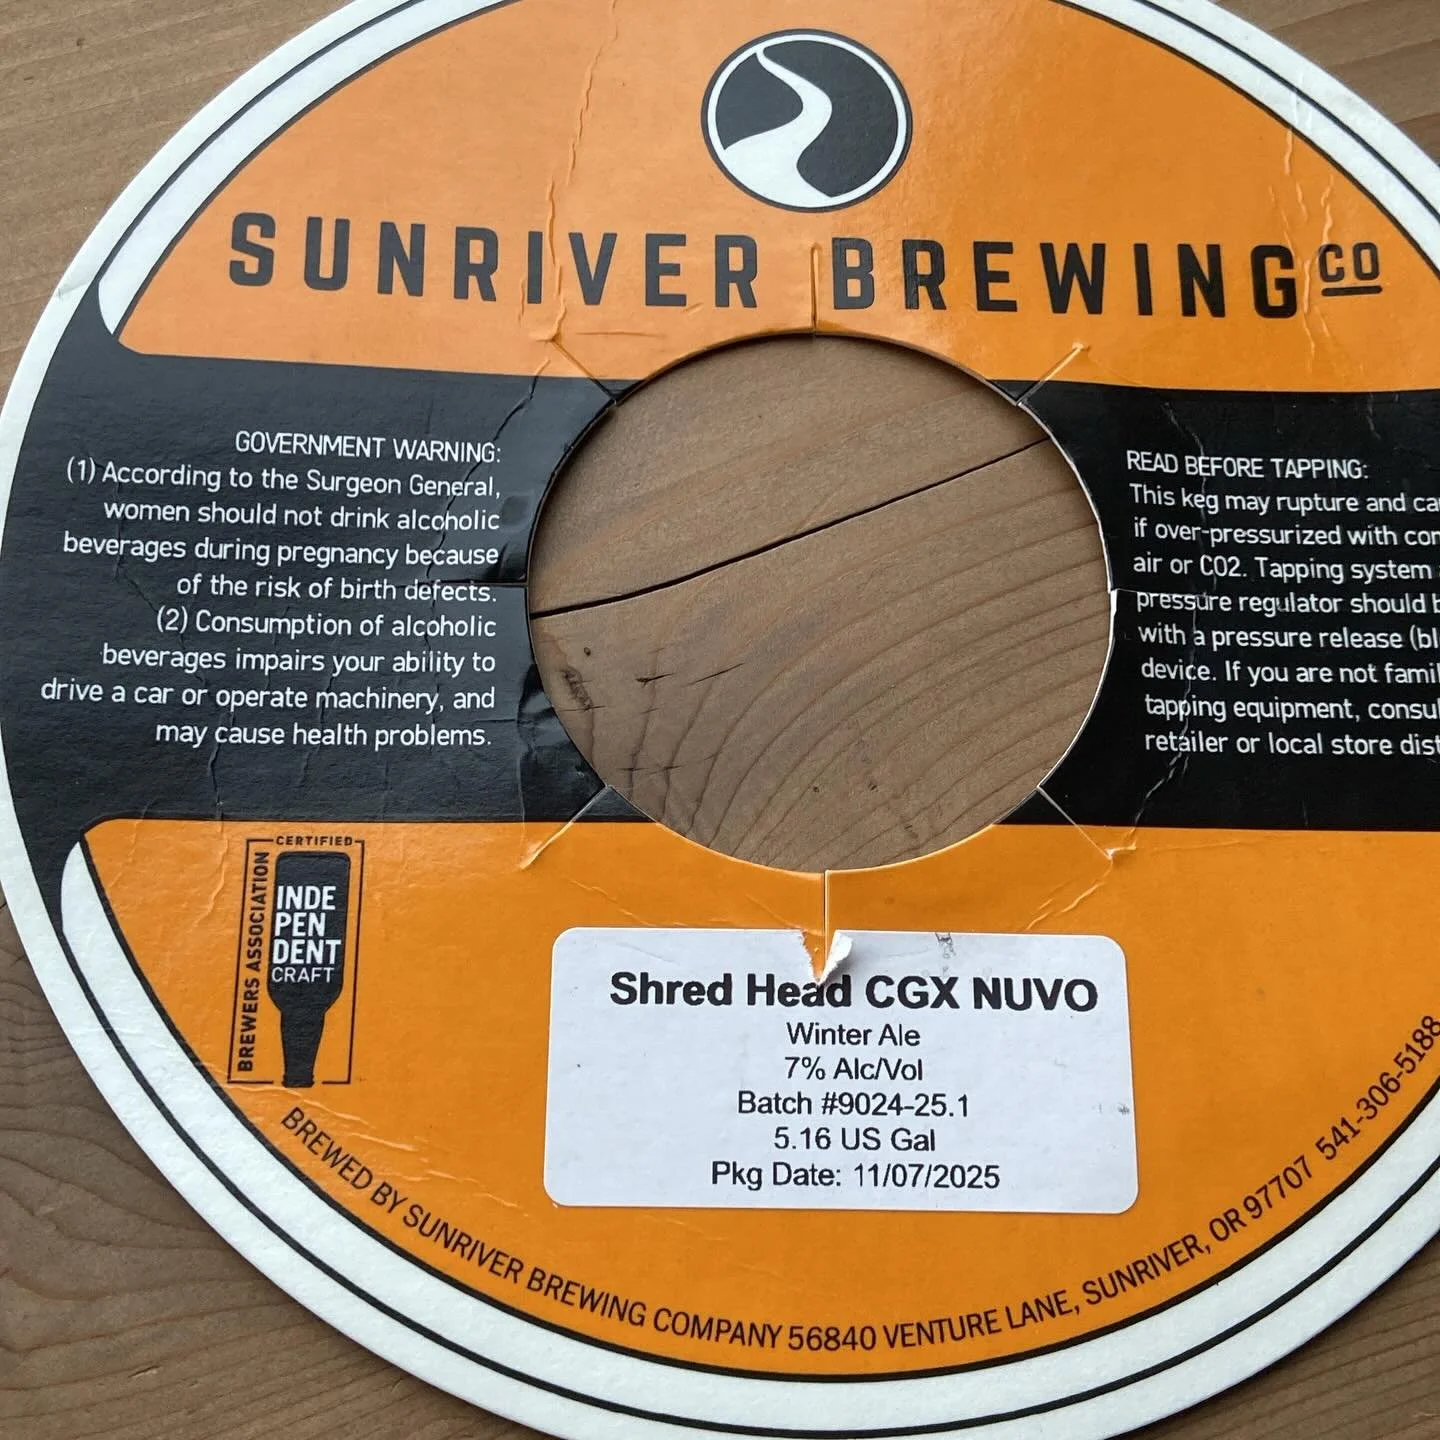 SUNRIVER BREWING CO
GOVERNMENT WARNING:
(1) According to the Surgeon General,
women should not drink alcoholic
beverages during pregnancy because
of the risk of birth defects.
(2) Consumption of alcoholic
beverages impairs your ability to
drive a car or operate machinery, and
may cause health problems.
READ BEFORE TAPPING:
This keg may rupture and
if over-pressurized with
air or CO2. Tapping system
pressure regulator should
with a pressure release
device. If you are not
tapping equipment,
retailer or local store
CERTIFIED
BREWERS ASSOCIATION
INDE
PEN
DENT
CRAFT
Shred Head CGX NUVO
Winter Ale
7% Alc/Vol
Batch #9024-25.1
5.16 US Gal
Pkg Date: 11/07/2025
BREWED BY SUNRIVER BREWING COMPANY 56840 VENTURE LANE, SUNRIVER, OR 97707 541-306-5188